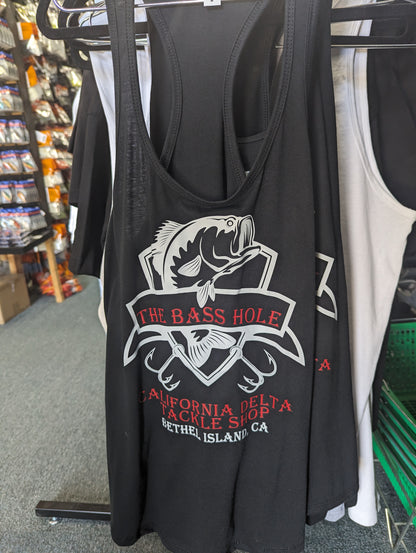 THE BASS HOLE
CALIFORNIA DELTA
TACKLE SHOP
BETHEL ISLAND, CA